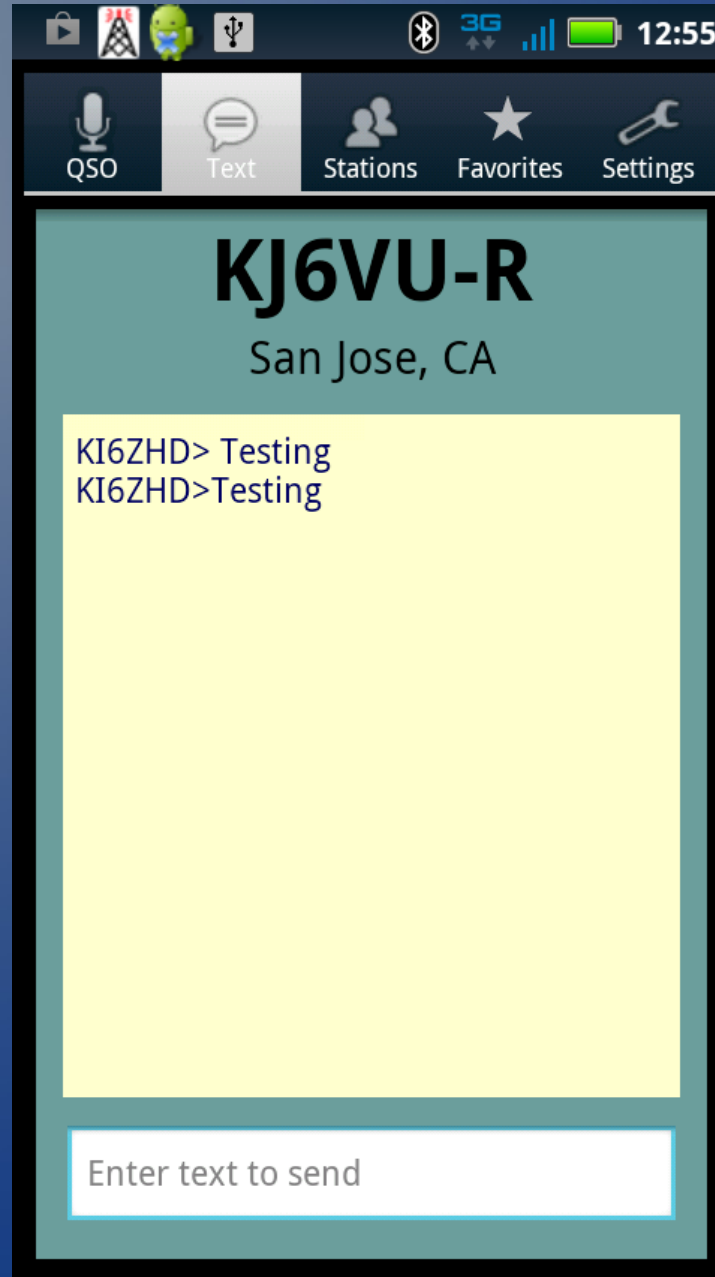 3G 12:55
QSO Text Stations Favorites Settings
KJ6VU-R
San Jose, CA
KI6ZHD> Testing
KI6ZHD>Testing
Enter text to send